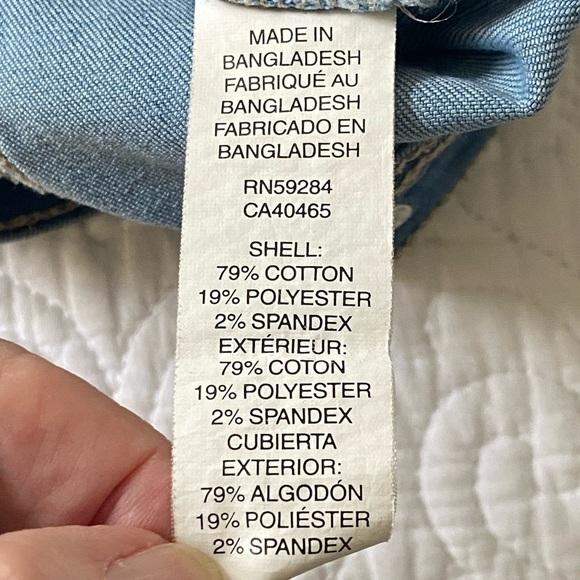 MADE IN
BANGLADESH
FABRIQUÉ AU
BANGLADESH
FABRICADO EN
BANGLADESH
RN59284
CA40465
SHELL:
79% COTTON
19% POLYESTER
2% SPANDEX
EXTÉRIEUR:
79% COTON
19% POLYESTER
2% SPANDEX
CUBIERTA
EXTERIOR:
79% ALGODÓN
19% POLIÉSTER
2% SPANDEX